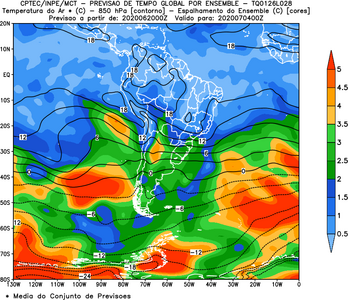 CPTEC/INPE/MCT - PREVISAO DE TEMPO GLOBAL POR ENSEMBLE - TQ0126L028
Temperatura do Ar * (C) - 850 hPa [contorno] - Espalhamento do Ensemble (C) [cores]
Previsao a partir de: 2020062000Z  Valido para: 2020070400Z
20N
10N
EQ
10S
20S
30S
40S
50S
60S
70S
80S
130W 120W 110W 100W 90W 80W 70W 60W 50W 40W 30W 20W 10W 0
18
18
18
18
12
12
12
6
6
0
0
-6
-6
-12
-12
-18
-24
5
4.5
4
3.5
3
2.5
2
1.5
1
0.5
* Media do Conjunto de Previsoes